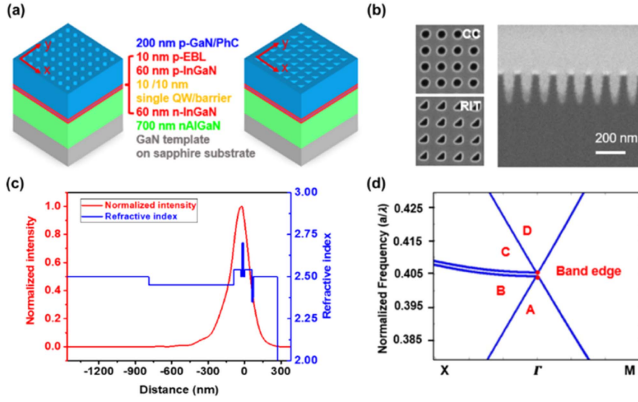 (a)
y
x
200 nm p-GaN/PhC
10 nm p-EBL
60 nm p-InGaN
10 /10 nm
single QW/barrier
60 nm n-InGaN
700 nm nAlGaN
GaN template
on sapphire substrate
y
x
(b)
CC
RIT
200 nm
(c)
Normalized intensity
Refractive index
Normalized intensity
1.0
0.8
0.6
0.4
0.2
0.0
3.00
2.75
2.50
2.25
2.00
Refractive index
-1200
-900
-600
-300
0
300
Distance (nm)
(d)
Normalized Frequency (a/λ)
0.425
0.415
0.405
0.395
0.385
D
C
B
A
Band edge
X
Γ
M